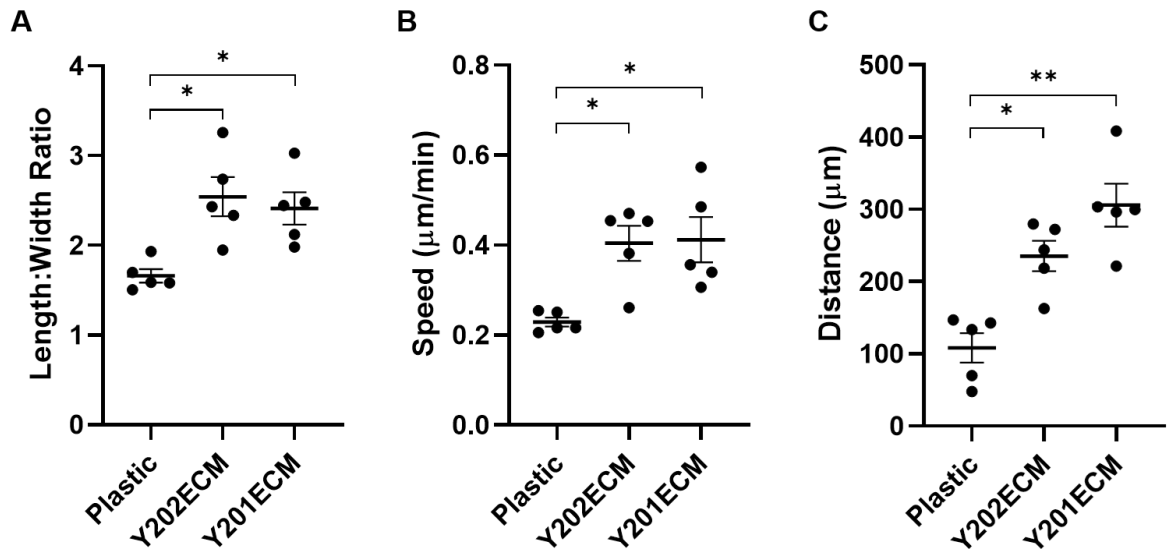 A
Length:Width Ratio
4
3
2
1
0
*
*
Plastic
Y202ECM
Y201ECM
B
Speed (μm/min)
0.8
0.6
0.4
0.2
0.0
*
*
Plastic
Y202ECM
Y201ECM
C
Distance (μm)
500
400
300
200
100
0
**
*
Plastic
Y202ECM
Y201ECM